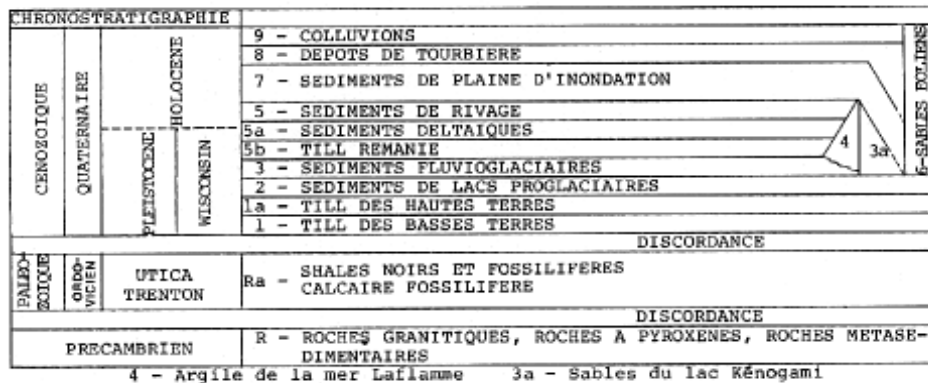 CHRONOSTRATIGRAPHIE
CENOZOIQUE
QUATERNAIRE
HOLOCENE
PLEISTOCENE
WISCONSIN
9 - COLLUVIONS
8 - DEPOTS DE TOURBIERE
7 - SEDIMENTS DE PLAINE D'INONDATION
5 - SEDIMENTS DE RIVAGE
5a - SEDIMENTS DELTAIQUES
5b - TILL REMANIE
3 - SEDIMENTS FLUVIOGLACIAIRES
2 - SEDIMENTS DE LACS PROGLACIAIRES
1a - TILL DES HAUTES TERRES
1 - TILL DES BASSES TERRES
4
3a
6-SABLES EOLIENS
DISCORDANCE
PALEO-
ZOIQUE
ORDO-
VICIEN
UTICA
TRENTON
Ra - SHALES NOIRS ET FOSSILIFERES
CALCAIRE FOSSILIFERE
DISCORDANCE
PRECAMBRIEN
R - ROCHES GRANITIQUES, ROCHES A PYROXENES, ROCHES METASE-
DIMENTAIRES
4 - Argile de la mer Laflamme 3a - Sables du lac Kénogami